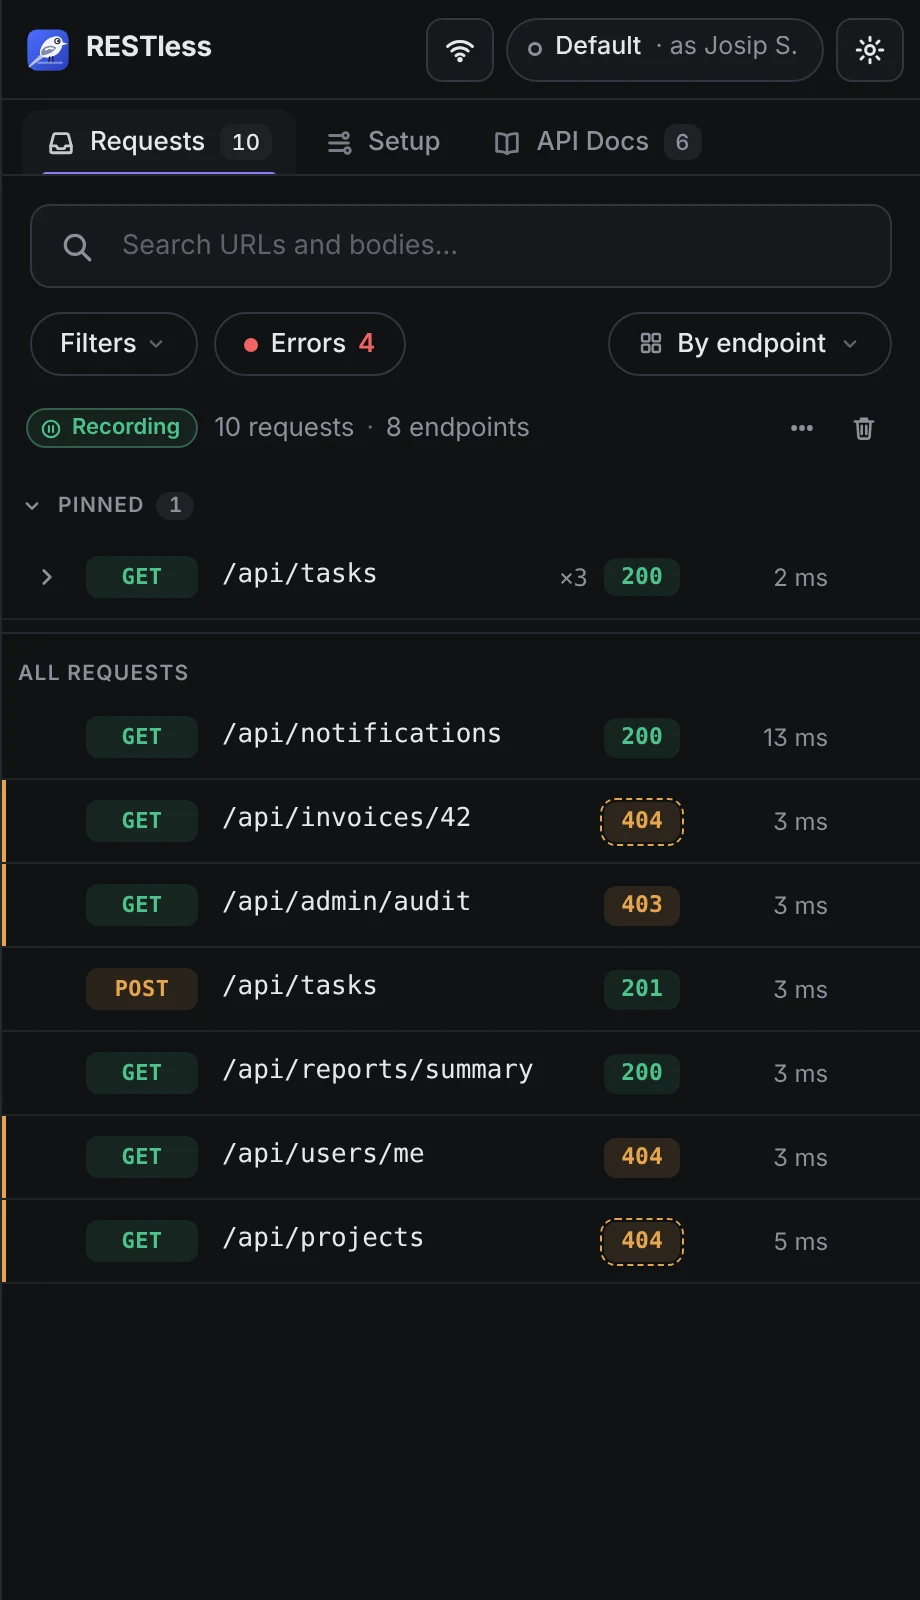 RESTless
Default · as Josip S.
Requests 10
Setup
API Docs 6
Search URLs and bodies...
Filters
Errors 4
By endpoint
Recording
10 requests · 8 endpoints
PINNED 1
GET /api/tasks ×3 200 2 ms
ALL REQUESTS
GET /api/notifications 200 13 ms
GET /api/invoices/42 404 3 ms
GET /api/admin/audit 403 3 ms
POST /api/tasks 201 3 ms
GET /api/reports/summary 200 3 ms
GET /api/users/me 404 3 ms
GET /api/projects 404 5 ms